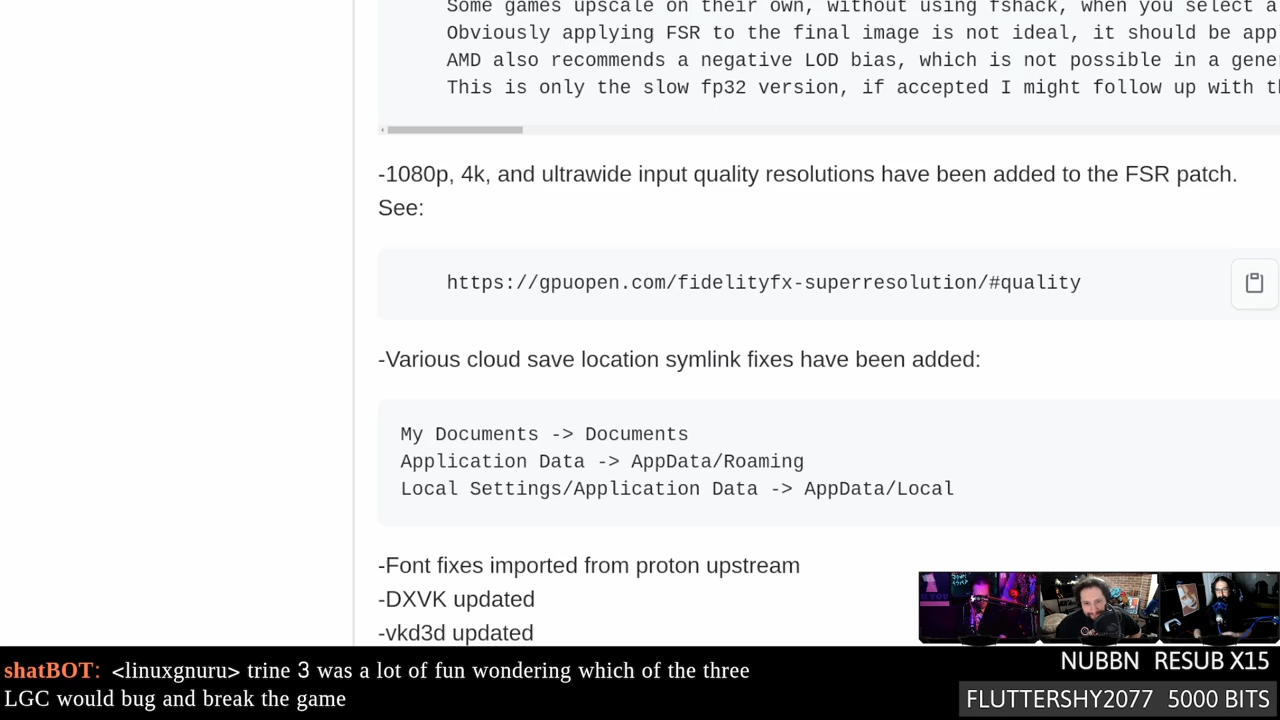 Some games upscale on their own, without using fshack, when you select a
Obviously applying FSR to the final image is not ideal, it should be app
AMD also recommends a negative LOD bias, which is not possible in a gene
This is only the slow fp32 version, if accepted I might follow up with th
-1080p, 4k, and ultrawide input quality resolutions have been added to the FSR patch.
See:
https://gpuopen.com/fidelityfx-superresolution/#quality
-Various cloud save location symlink fixes have been added:
My Documents -> Documents
Application Data -> AppData/Roaming
Local Settings/Application Data -> AppData/Local
-Font fixes imported from proton upstream
-DXVK updated
-vkd3d updated
shatBOT: <linuxgnuru> trine 3 was a lot of fun wondering which of the three
LGC would bug and break the game
NUBBN RESUB X15
FLUTTERSHY2077 5000 BITS